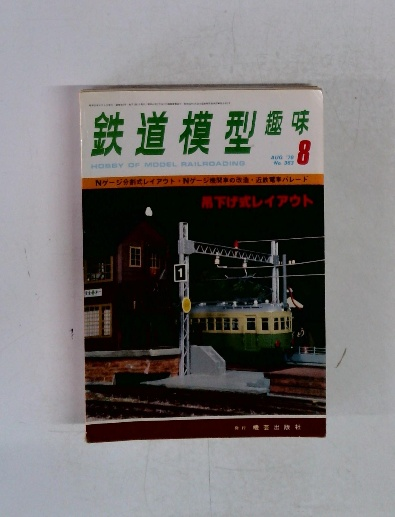 鉄道模型趣味
HOBBY OF MODEL RAILROADING
AUG. '78
8
Nゲージ分割式レイアウト・Nゲージ機関車の改造・近鉄電車パレード
吊下げ式レイアウト
1
発行 機芸出版社